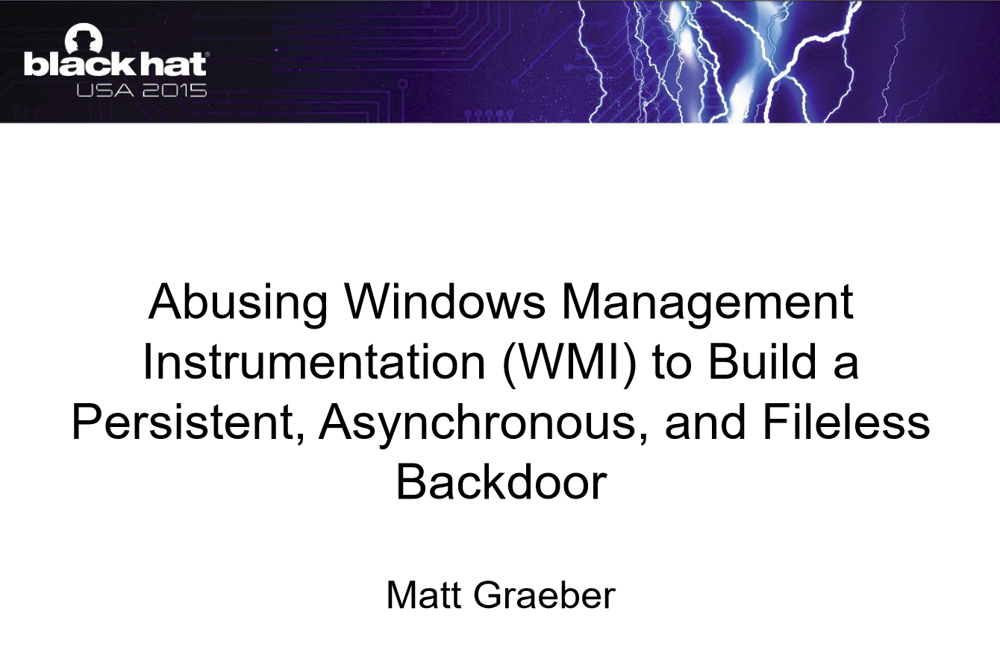 black hat®
USA 2015
Abusing Windows Management
Instrumentation (WMI) to Build a
Persistent, Asynchronous, and Fileless
Backdoor
Matt Graeber